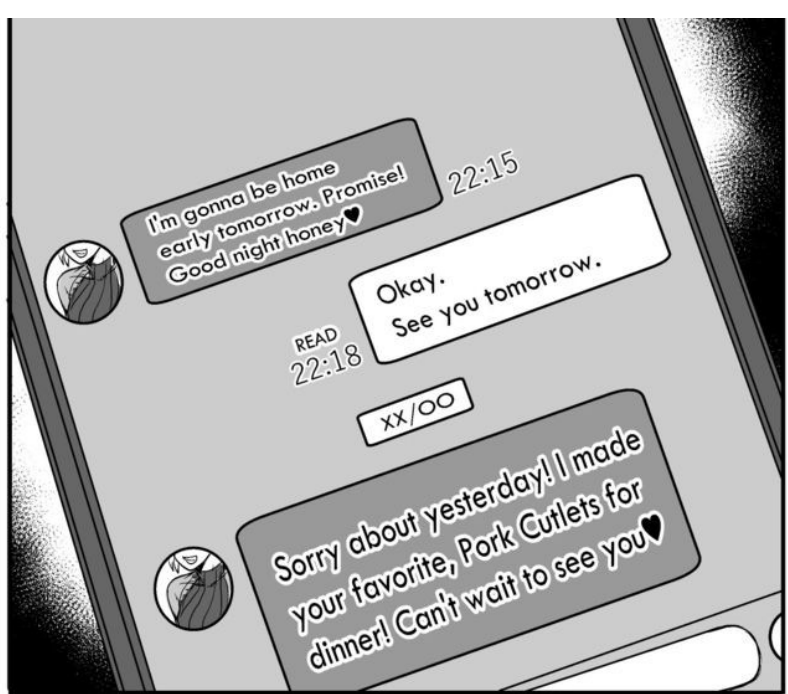 I'm gonna be home
early tomorrow. Promise!
Good night honey♥
22:15
Okay.
See you tomorrow.
READ
22:18
XX/OO
Sorry about yesterday! I made
your favorite, Pork Cutlets for
dinner! Can't wait to see you♥